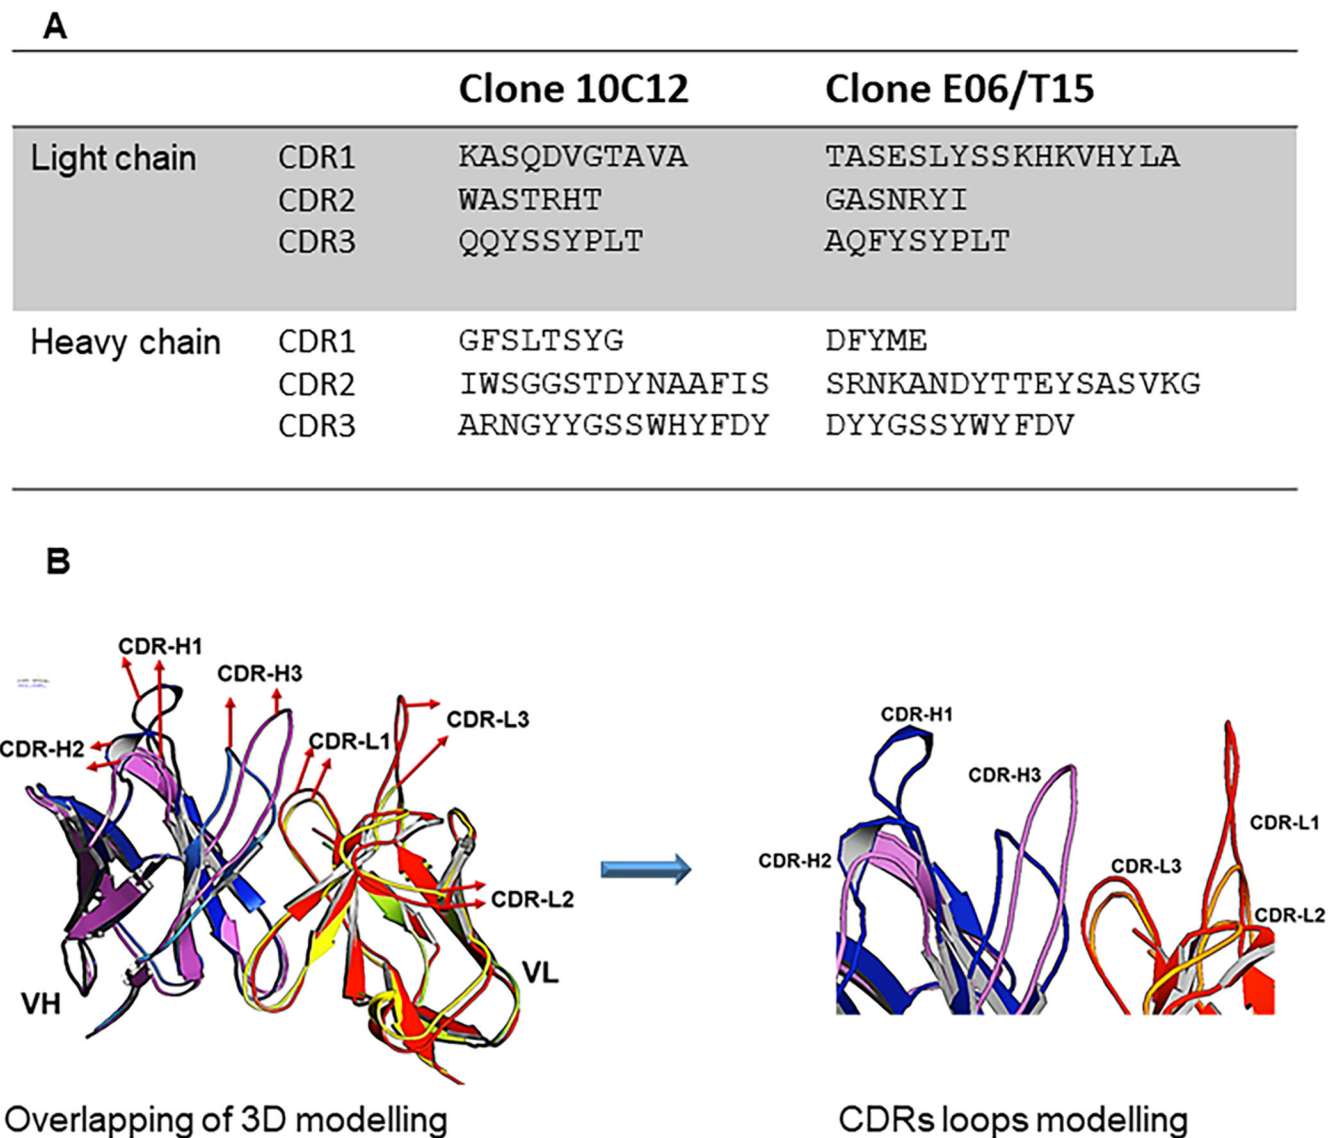 A
Clone 10C12 Clone E06/T15
Light chain CDR1 KASQDVGTAVA TASESLYSSKHKVHYLA
CDR2 WASTRHT GASNRYI
CDR3 QQYSSYPLT AQFYSYPLT
Heavy chain CDR1 GFSLTSYG DFYME
CDR2 IWSGGSTDYNAAFIS SRNKANDYTTEYSASVKG
CDR3 ARNGYYGSSWHYFDY DYYGSSYWYFDV
B
CDR-H1
CDR-H3
CDR-H2
CDR-L1
CDR-L3
CDR-L2
VH
VL
Overlapping of 3D modelling
CDR-H1
CDR-H3
CDR-H2
CDR-L3
CDR-L1
CDR-L2
CDRs loops modelling